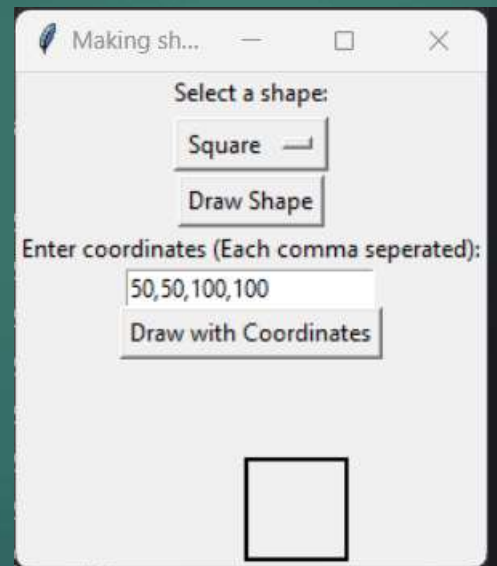 Making sh...
Select a shape:
Square
Draw Shape
Enter coordinates (Each comma seperated):
50,50,100,100
Draw with Coordinates